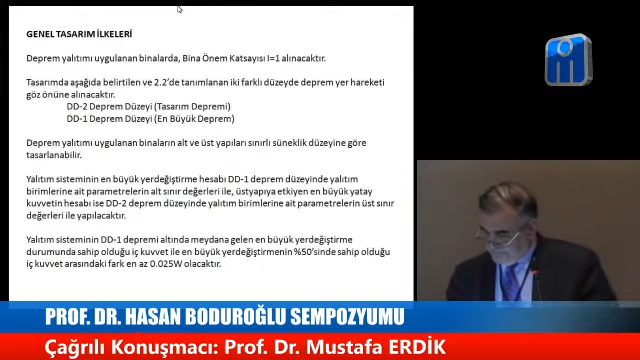 GENEL TASARIM İLKELERİ
Deprem yalıtımı uygulanan binalarda, Bina Önem Katsayısı I=1 alınacaktır.
Tasarımda aşağıda belirtilen ve 2.2'de tanımlanan iki farklı düzeyde deprem yer hareketi
göz önüne alınacaktır.
DD-2 Deprem Düzeyi (Tasarım Depremi)
DD-1 Deprem Düzeyi (En Büyük Deprem)
Deprem yalıtımı uygulanan binaların alt ve üst yapıları sınırlı süneklik düzeyine göre
tasarlanabilir.
Yalıtım sisteminin en büyük yerdeğiştirme hesabı DD-1 deprem düzeyinde yalıtım
birimlerine ait parametrelerin alt sınır değerleri ile, üstyapıya etkiyen en büyük yatay
kuvvetin hesabı ise DD-2 deprem düzeyinde yalıtım birimlerine ait parametrelerin üst sınır
değerleri ile yapılacaktır.
Yalıtım sisteminin DD-1 depremi altında meydana gelen en büyük yerdeğiştirme
durumunda sahip olduğu iç kuvvet ile en büyük yerdeğiştirmenin %50'sinde sahip olduğu
iç kuvvet arasındaki fark en az 0.025W olacaktır.
PROF. DR. HASAN BODUROĞLU SEMPOZYUMU
Çağrılı Konuşmacı: Prof. Dr. Mustafa ERDİK